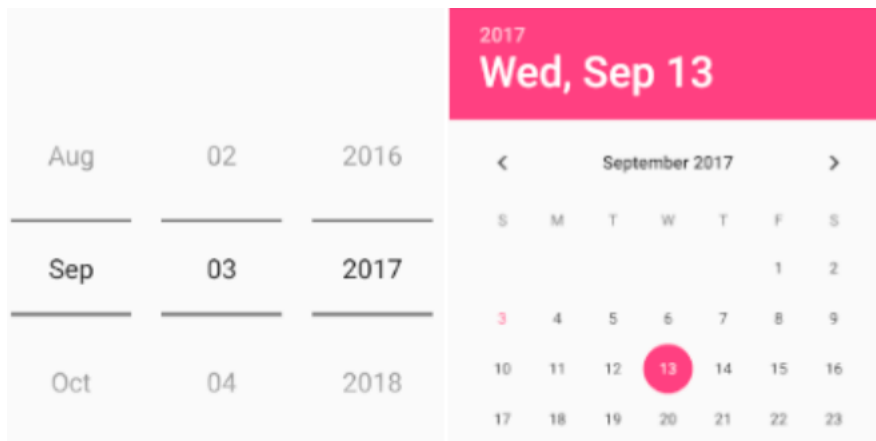 Aug 02 2016
Sep 03 2017
Oct 04 2018
2017
Wed, Sep 13
< September 2017 >
S M T W T F S
1 2
3 4 5 6 7 8 9
10 11 12 13 14 15 16
17 18 19 20 21 22 23